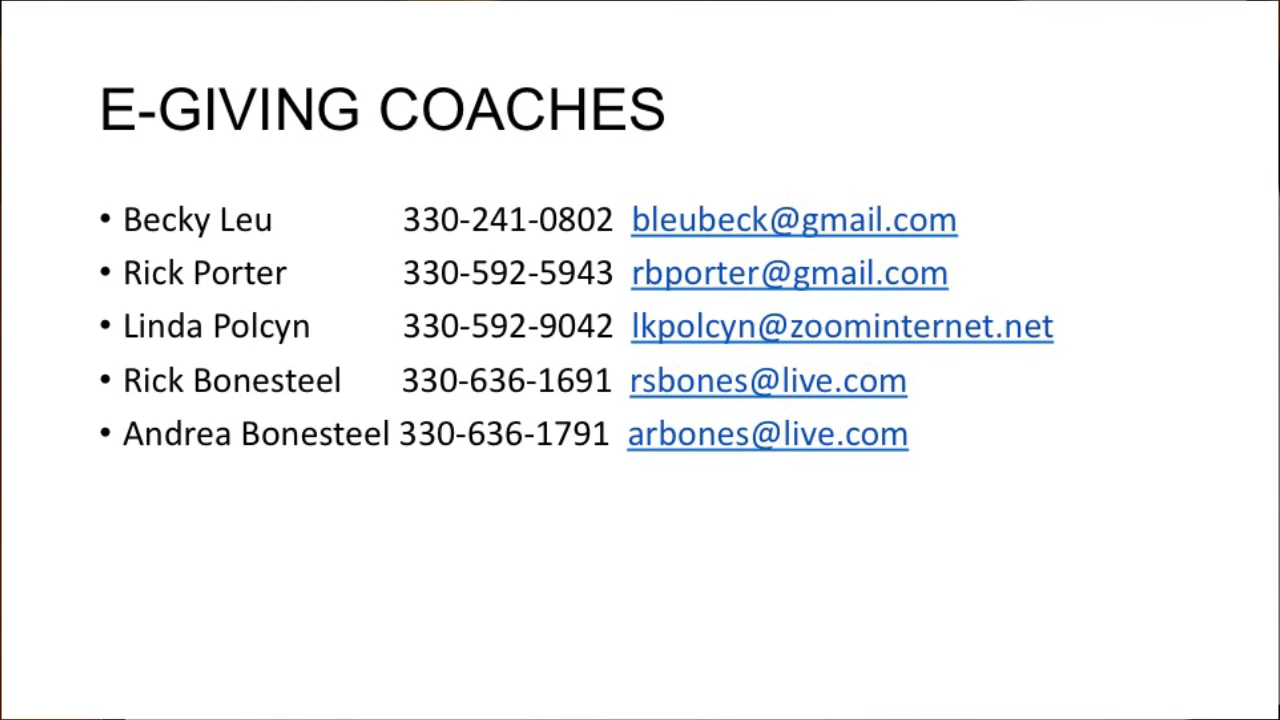 E-GIVING COACHES
• Becky Leu 330-241-0802 bleubeck@gmail.com
• Rick Porter 330-592-5943 rbporter@gmail.com
• Linda Polcyn 330-592-9042 lkpolcyn@zoominternet.net
• Rick Bonesteel 330-636-1691 rsbones@live.com
• Andrea Bonesteel 330-636-1791 arbones@live.com